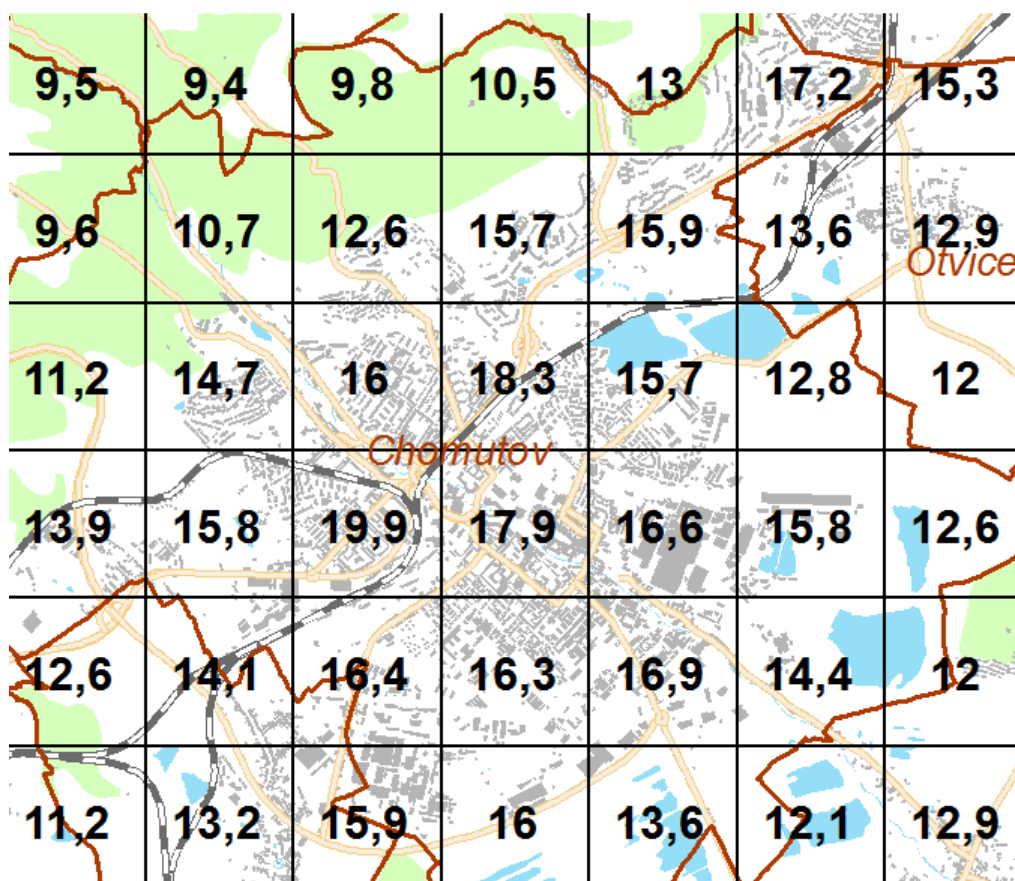 9,5 9,4 9,8 10,5 13 17,2 15,3
9,6 10,7 12,6 15,7 15,9 13,6 12,9
Otvice
11,2 14,7 16 18,3 15,7 12,8 12
Chomutov
13,9 15,8 19,9 17,9 16,6 15,8 12,6
12,6 14,1 16,4 16,3 16,9 14,4 12
11,2 13,2 15,9 16 13,6 12,1 12,9